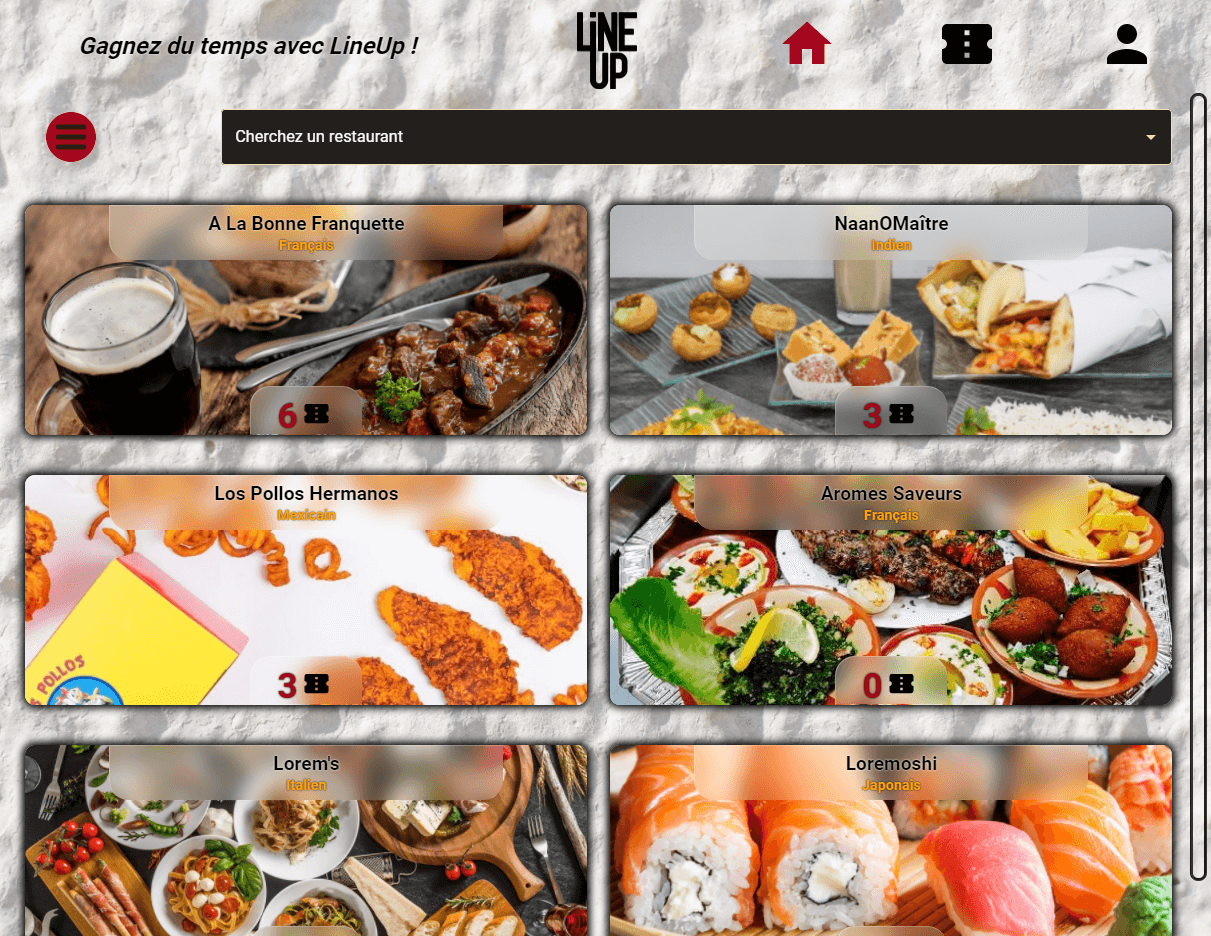 Gagnez du temps avec LineUp !
LiNE
UP
Cherchez un restaurant
A La Bonne Franquette
Français
6
NaanOMaître
Indien
3
Los Pollos Hermanos
Mexicain
POLLOS
3
Aromes Saveurs
Français
0
Lorem's
Italien
Loremoshi
Japonais